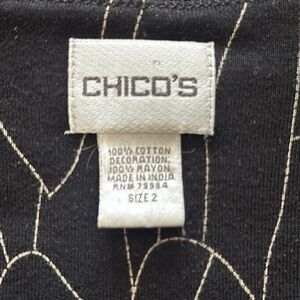 CHICO'S
100% COTTON
DECORATION:
100% RAYON
MADE IN INDIA
RN# 79984
SIZE 2